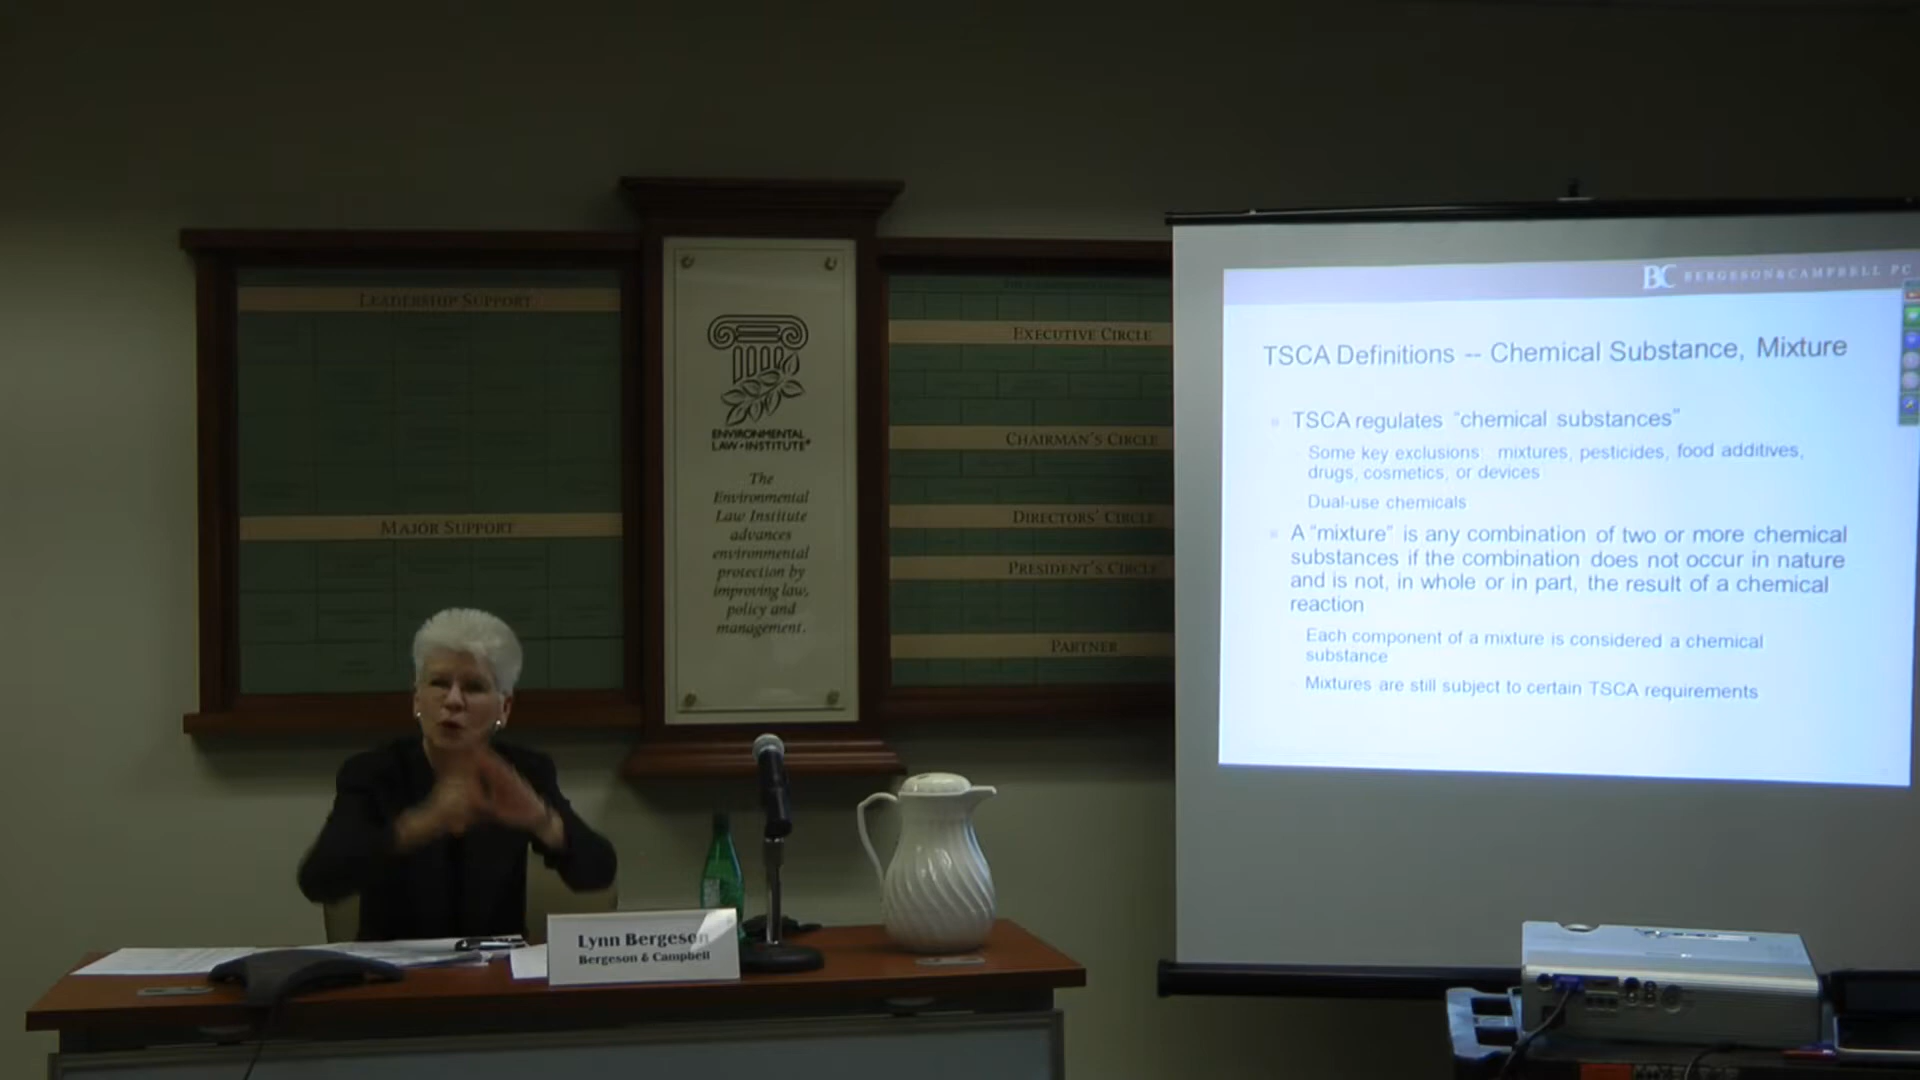 LEADERSHIP SUPPORT
MAJOR SUPPORT
ENVIRONMENTAL
LAW•INSTITUTE®
The
Environmental
Law Institute
advances
environmental
protection by
improving law,
policy and
management.
EXECUTIVE CIRCLE
CHAIRMAN'S CIRCLE
DIRECTORS' CIRCLE
PRESIDENT'S CIRCLE
PARTNER
BC BERGESON&CAMPBELL PC
TSCA Definitions -- Chemical Substance, Mixture
TSCA regulates “chemical substances”
Some key exclusions: mixtures, pesticides, food additives,
drugs, cosmetics, or devices
Dual-use chemicals
A “mixture” is any combination of two or more chemical
substances if the combination does not occur in nature
and is not, in whole or in part, the result of a chemical
reaction
Each component of a mixture is considered a chemical
substance
Mixtures are still subject to certain TSCA requirements
Lynn Bergeson
Bergeson & Campbell